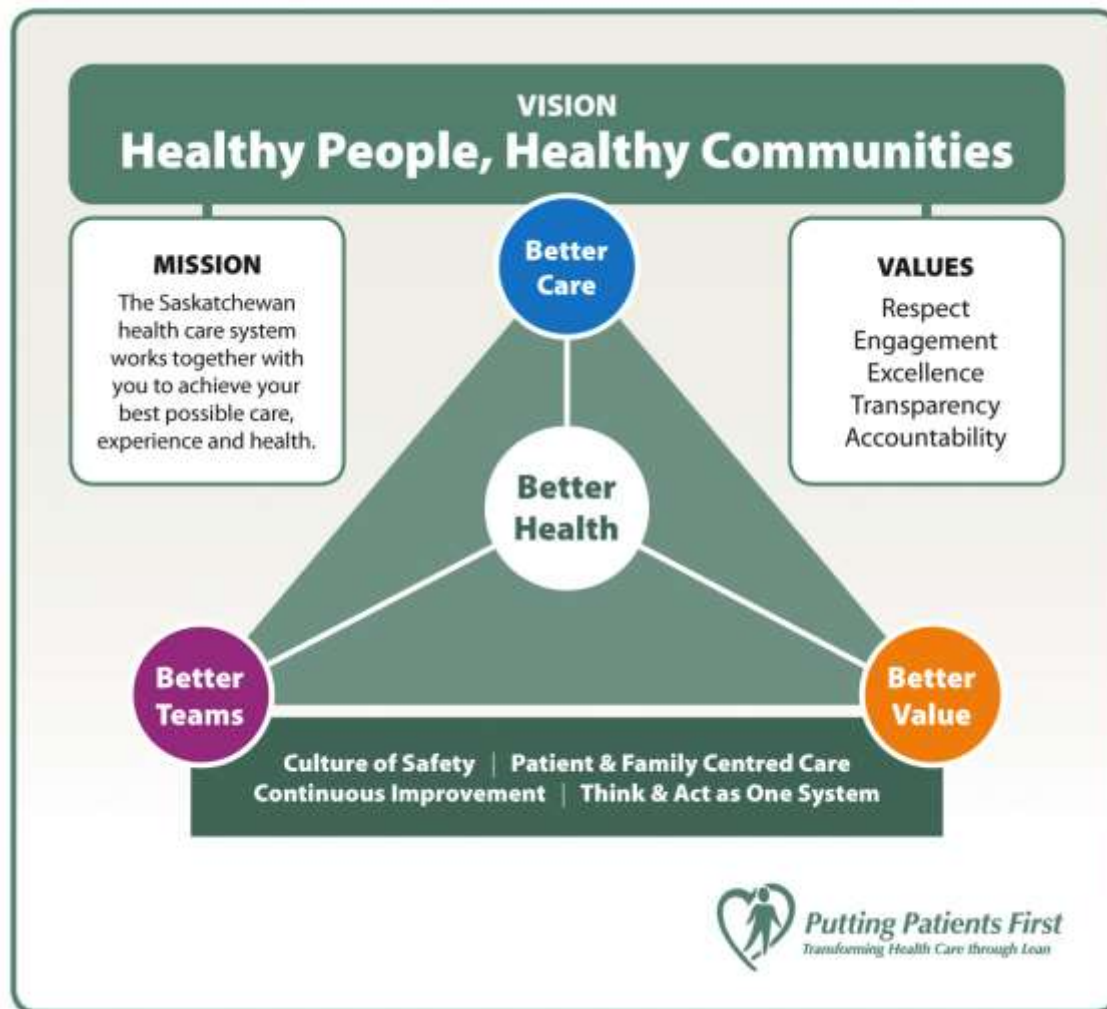 VISION
Healthy People, Healthy Communities
MISSION
The Saskatchewan
health care system
works together with
you to achieve your
best possible care,
experience and health.
Better
Care
VALUES
Respect
Engagement
Excellence
Transparency
Accountability
Better
Health
Better
Teams
Better
Value
Culture of Safety | Patient & Family Centred Care
Continuous Improvement | Think & Act as One System
Putting Patients First
Transforming Health Care through Lean